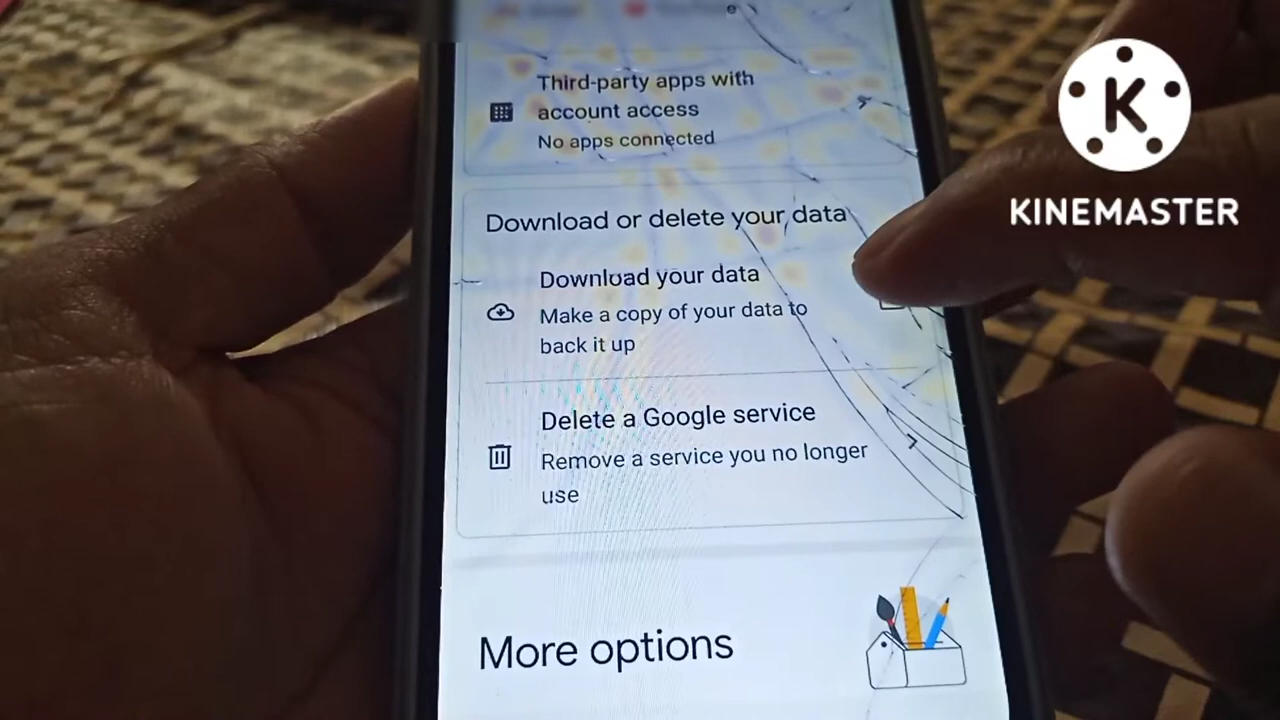 Third-party apps with
account access
No apps connected
Download or delete your data
Download your data
Make a copy of your data to
back it up
Delete a Google service
Remove a service you no longer
use
More options
K
KINEMASTER